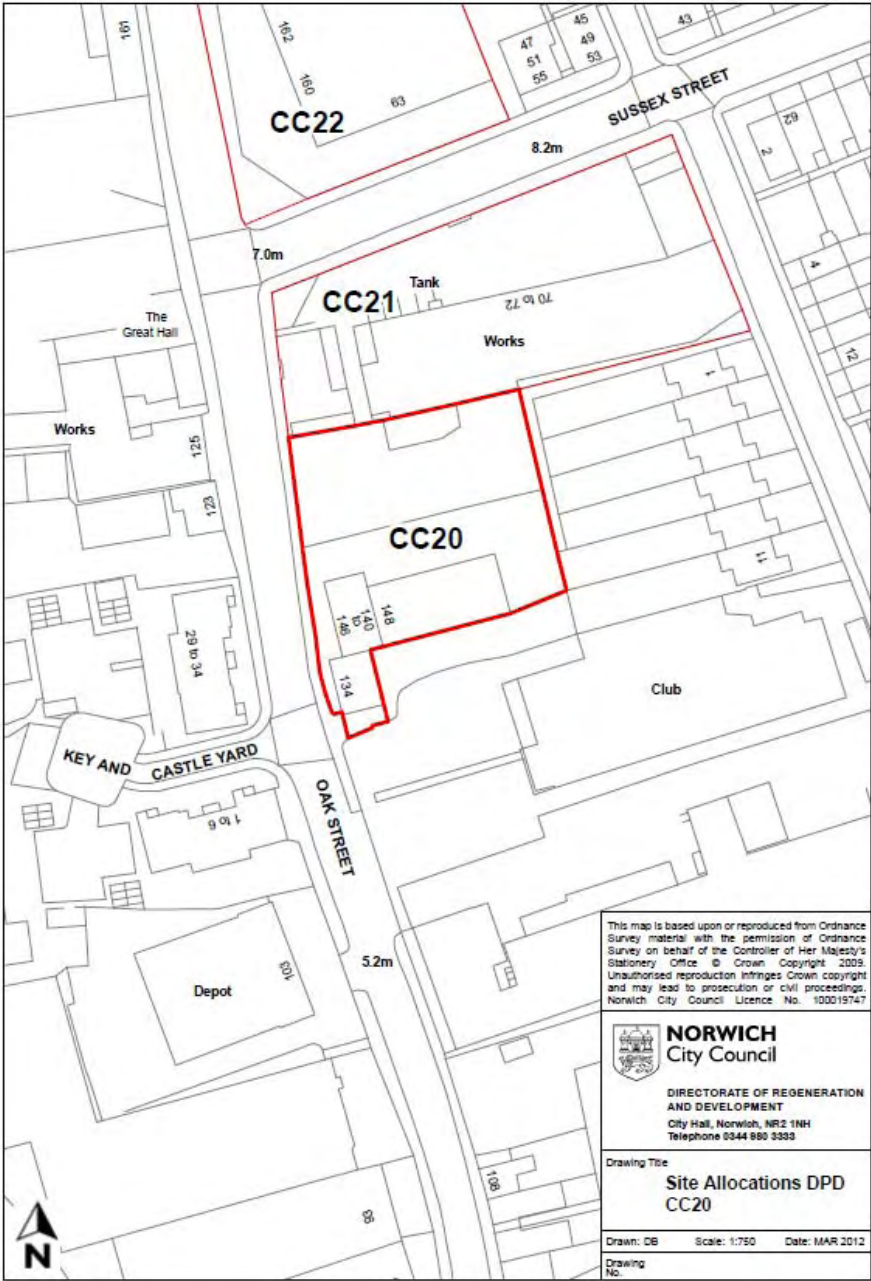 191
162
160
63
CC22
47
51
55
45
49
53
43
SUSSEX STREET
8.2m
62
2
7.0m
CC21
Tank
70 to 72
Works
The
Great Hall
4
12
1
Works
125
123
CC20
11
148
140
to
146
134
29 to 34
Club
KEY AND CASTLE YARD
OAK STREET
1 to 6
5.2m
103
Depot
108
93
N
This map is based upon or reproduced from Ordnance
Survey material with the permission of Ordnance
Survey on behalf of the Controller of Her Majesty's
Stationery Office © Crown Copyright 2009.
Unauthorised reproduction infringes Crown copyright
and may lead to prosecution or civil proceedings.
Norwich City Council Licence No. 100019747
NORWICH
City Council
DIRECTORATE OF REGENERATION
AND DEVELOPMENT
City Hall, Norwich, NR2 1NH
Telephone 0344 980 3333
Drawing Title
Site Allocations DPD
CC20
Drawn: DB Scale: 1:750 Date: MAR 2012
Drawing
No.